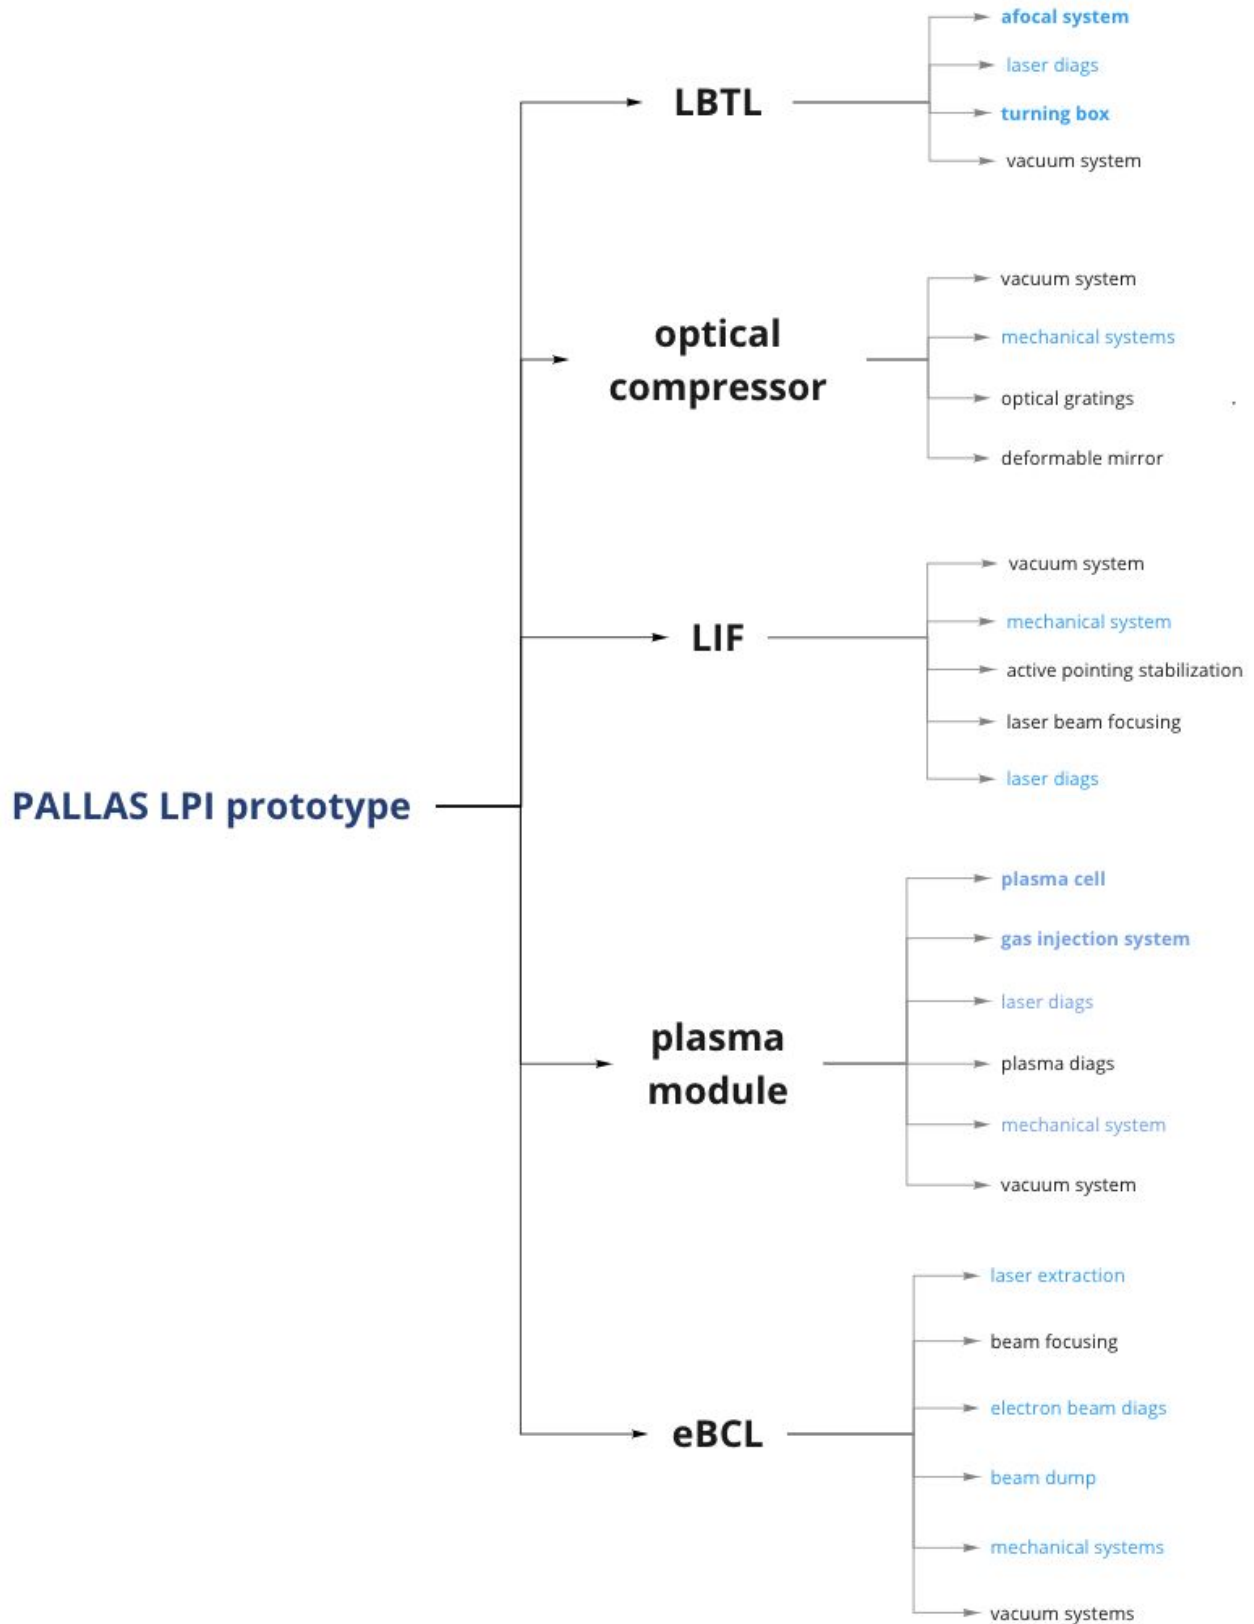 PALLAS LPI prototype
LBTL
afocal system
laser diags
turning box
vacuum system
optical
compressor
vacuum system
mechanical systems
optical gratings
deformable mirror
.
LIF
vacuum system
mechanical system
active pointing stabilization
laser beam focusing
laser diags
plasma
module
plasma cell
gas injection system
laser diags
plasma diags
mechanical system
vacuum system
eBCL
laser extraction
beam focusing
electron beam diags
beam dump
mechanical systems
vacuum systems